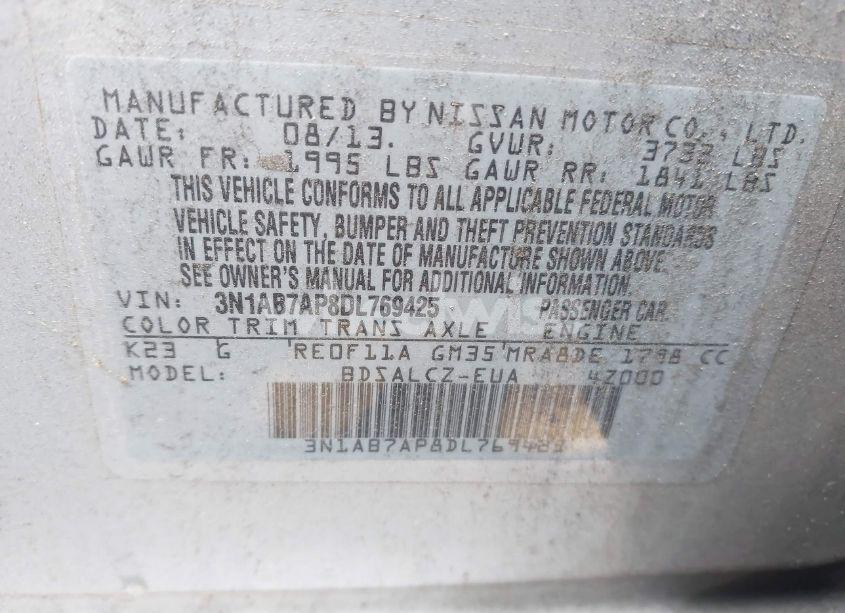 MANUFACTURED BY NISSAN MOTOR CO., LTD.
DATE: 08/13. GVWR: 3732 LBS
GAWR FR: 1995 LBS GAWR RR: 1841 LBS
THIS VEHICLE CONFORMS TO ALL APPLICABLE FEDERAL MOTOR
VEHICLE SAFETY, BUMPER AND THEFT PREVENTION STANDARDS
IN EFFECT ON THE DATE OF MANUFACTURE SHOWN ABOVE.
SEE OWNER'S MANUAL FOR ADDITIONAL INFORMATION.
VIN: 3N1AB7AP8DL769425 PASSENGER CAR.
COLOR TRIM TRANS AXLE ENGINE
K23 G RE0F11A GM35 MRA8DE 1798 CC
MODEL: BDSALCZ-EUA 4Z000